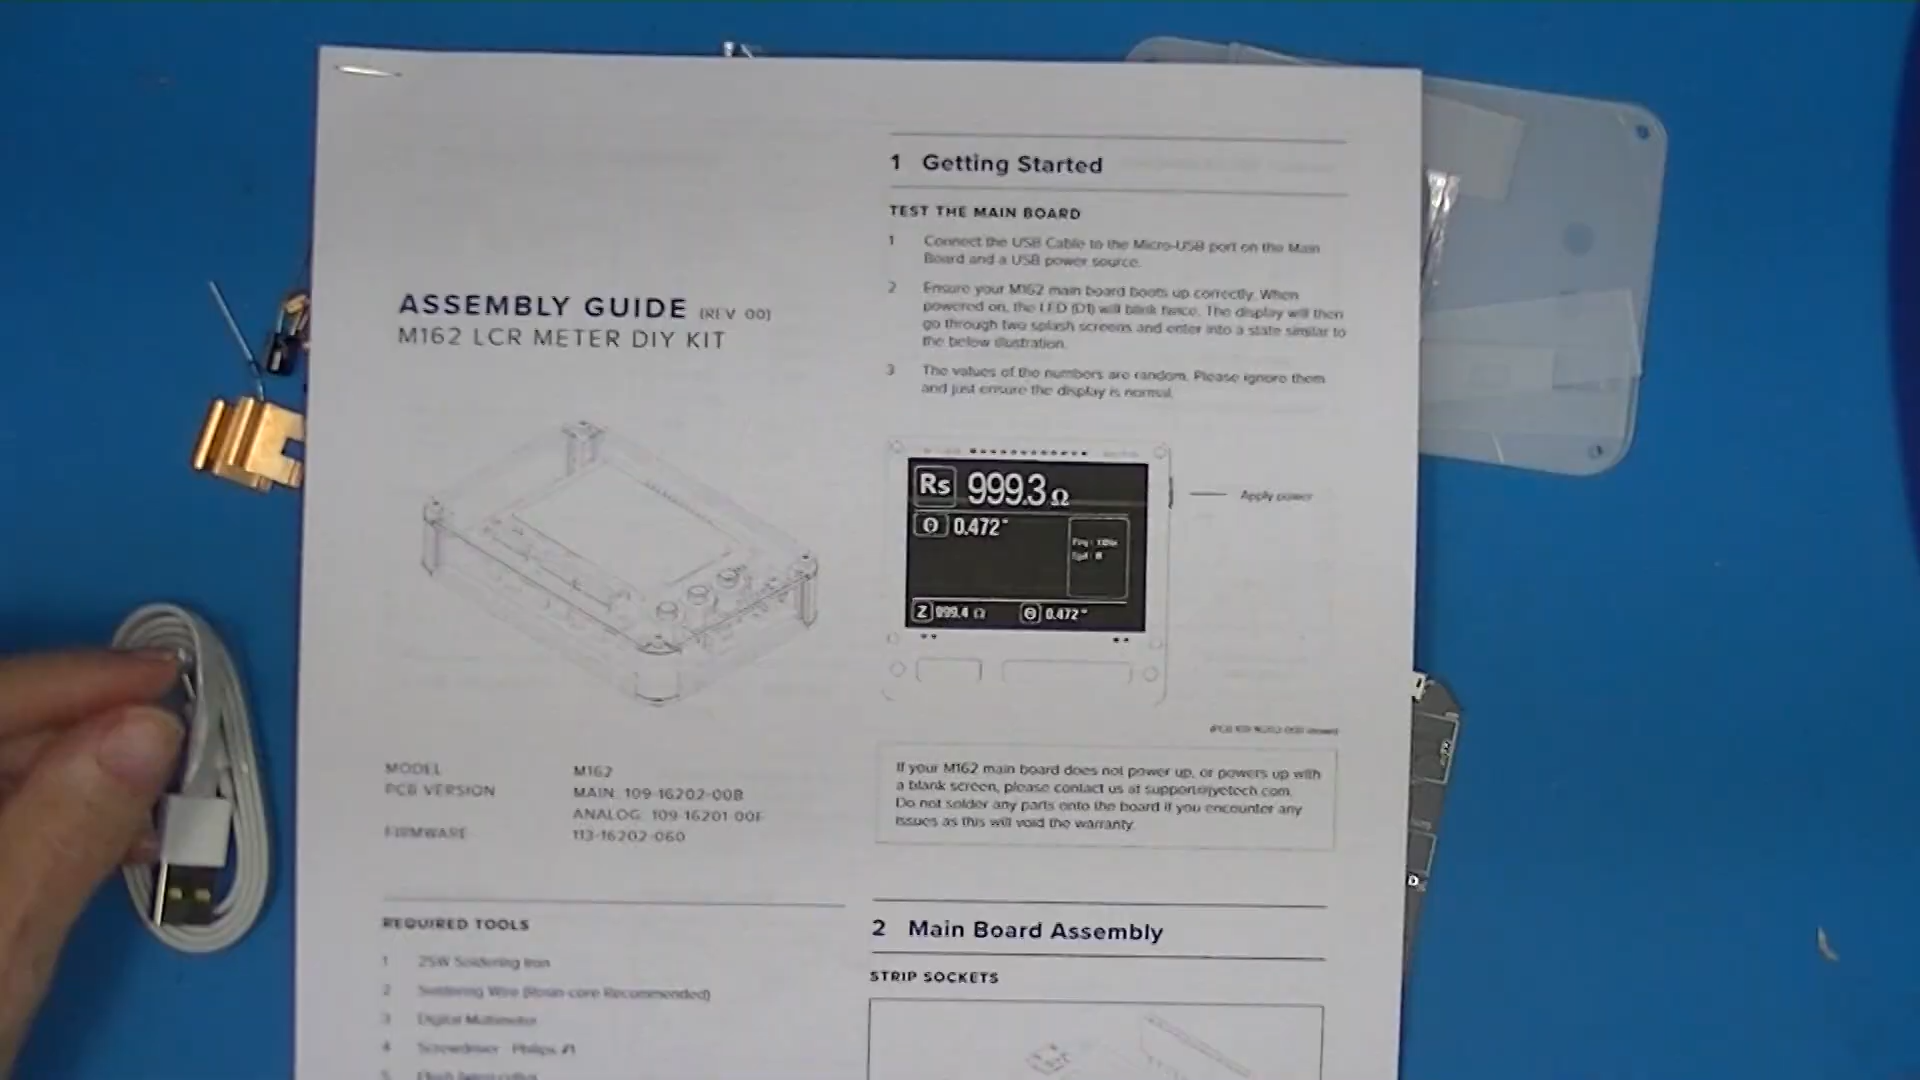 ASSEMBLY GUIDE (REV 00)
M162 LCR METER DIY KIT
MODEL M162
PCB VERSION MAIN: 109-16202-00B
ANALOG: 109-16201-00F
FIRMWARE 113-16202-060
REQUIRED TOOLS
1 25W Soldering Iron
2 Soldering Wire (Rosin-core Recommended)
3 Digital Multimeter
4 Screwdriver Philips #1
5 Flush
1 Getting Started
TEST THE MAIN BOARD
1 Connect the USB Cable to the Micro-USB port on the Main
Board and a USB power source.
2 Ensure your M162 main board boots up correctly. When
powered on, the LED (D1) will blink twice. The display will then
go through two splash screens and enter into a state similar to
the below illustration.
3 The values of the numbers are random. Please ignore them
and just ensure the display is normal.
Rs 999.3 Ω
Θ 0.472°
Z 999.4 Ω Θ 0.472°
Apply power
If your M162 main board does not power up, or powers up with
a blank screen, please contact us at support@jyetech.com.
Do not solder any parts onto the board if you encounter any
issues as this will void the warranty.
2 Main Board Assembly
STRIP SOCKETS